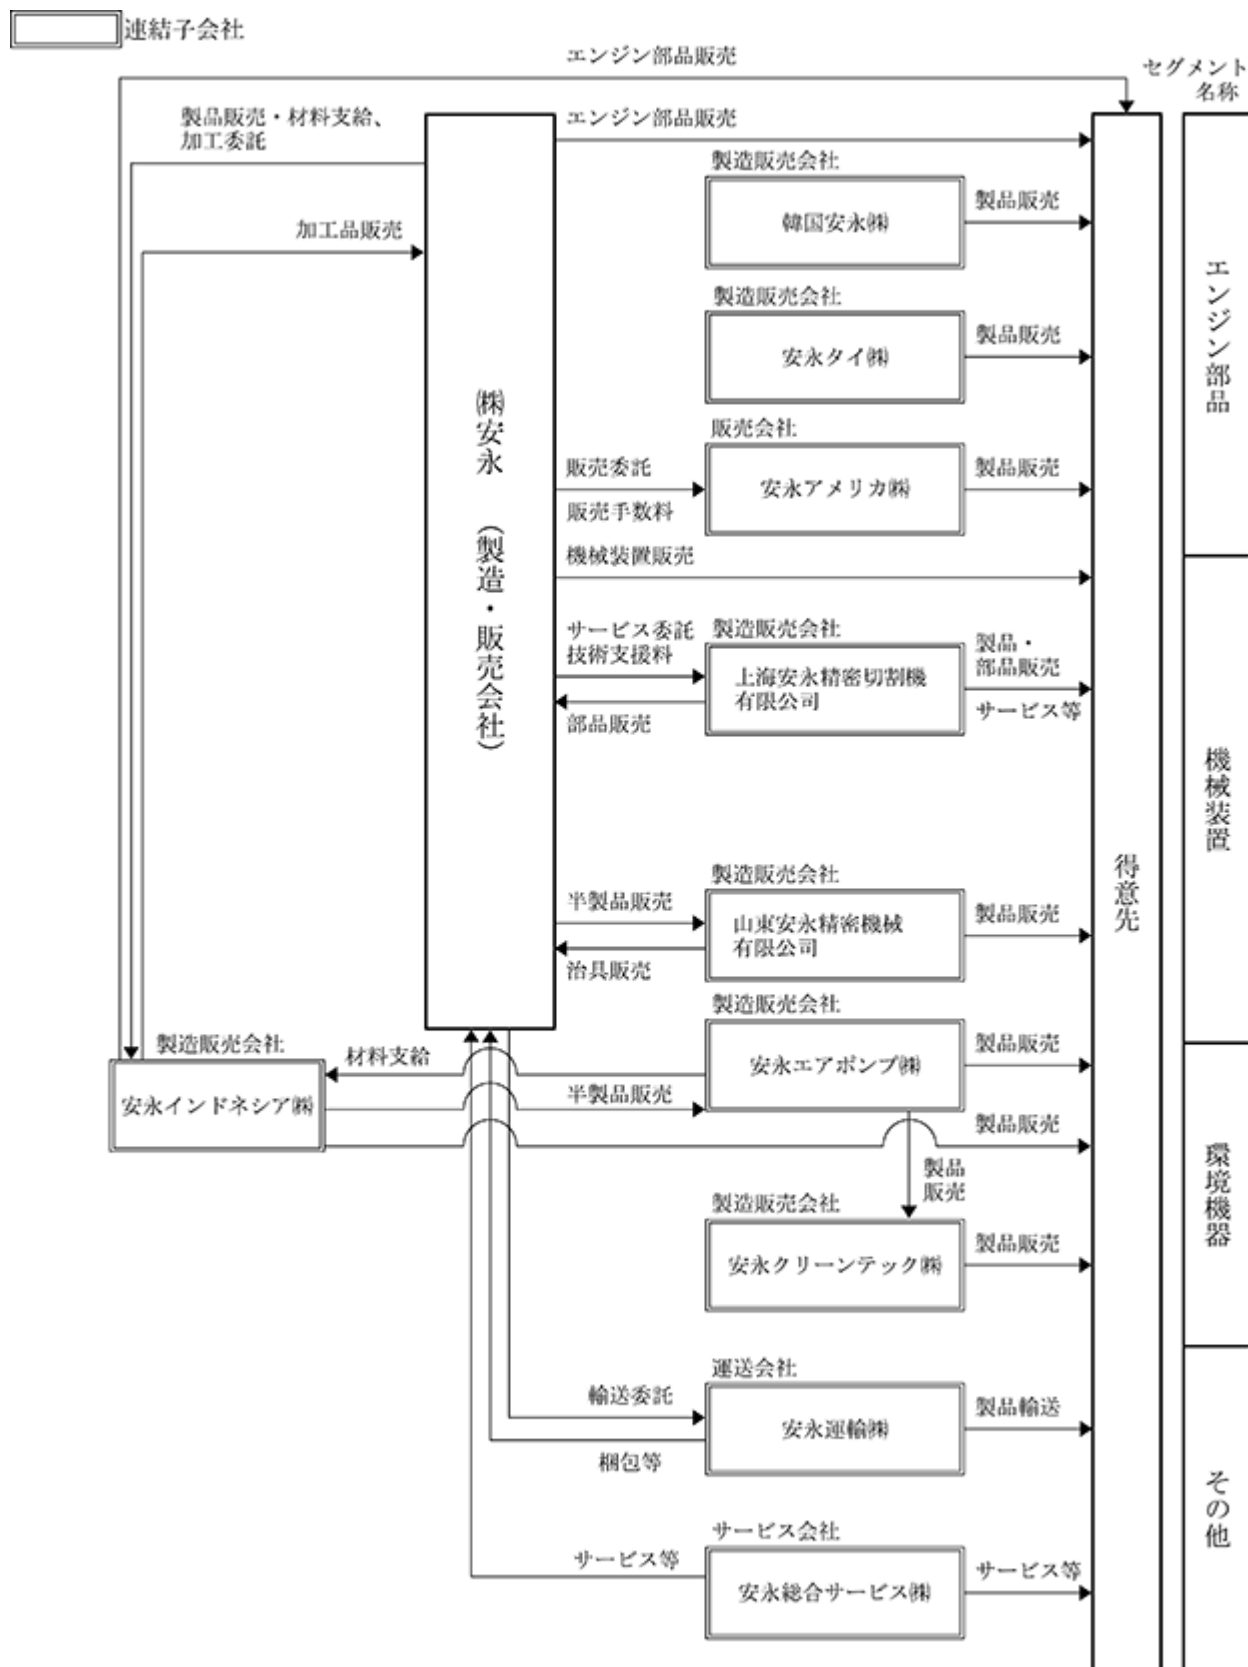 連結子会社
エンジン部品販売
セグメント
名称
製品販売・材料支給、
加工委託
エンジン部品販売
製造販売会社
韓国安永㈱
製品販売
加工品販売
製造販売会社
安永タイ㈱
製品販売
エンジン部品
㈱安永　（製造・販売会社）
販売会社
販売委託
安永アメリカ㈱
製品販売
販売手数料
機械装置販売
サービス委託
技術支援料
製造販売会社
上海安永精密切割機
有限公司
製品・
部品販売
サービス等
部品販売
機械装置
得意先
製造販売会社
半製品販売
山東安永精密機械
有限公司
製品販売
治具販売
製造販売会社
安永エアポンプ㈱
製品販売
製造販売会社
材料支給
安永インドネシア㈱
半製品販売
製品販売
製品
販売
環境機器
製造販売会社
安永クリーンテック㈱
製品販売
運送会社
輸送委託
安永運輸㈱
製品輸送
梱包等
その他
サービス会社
サービス等
安永総合サービス㈱
サービス等